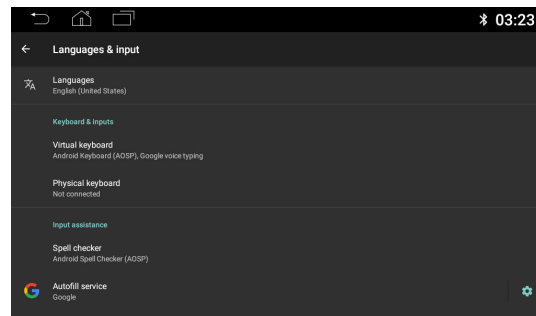 03:23
Languages & input
Languages
English (United States)
Keyboard & inputs
Virtual keyboard
Android Keyboard (AOSP), Google voice typing
Physical keyboard
Not connected
Input assistance
Spell checker
Android Spell Checker (AOSP)
Autofill service
Google